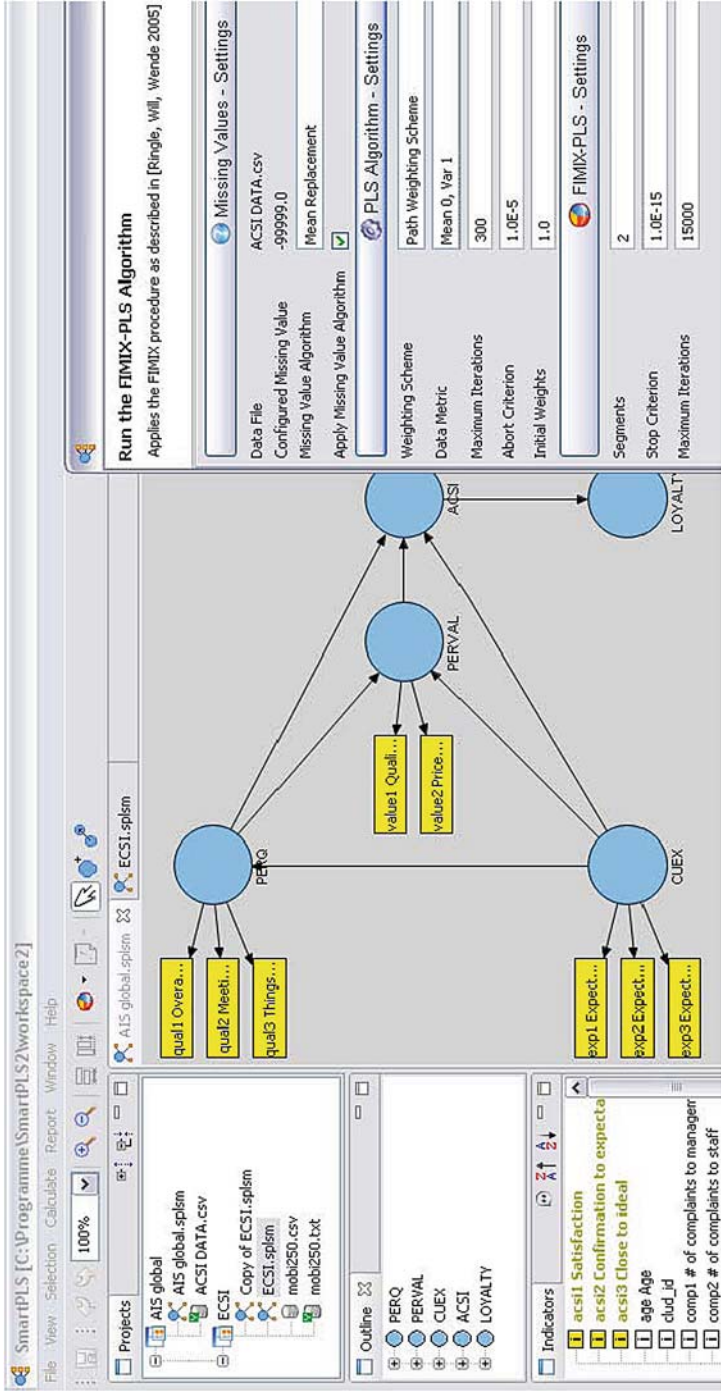 SmartPLS [C:\Programme\SmartPLS2\workspace2]
File View Selection Calculate Report Window Help
100%
Projects
AIS global
AIS global.splsm
ACSI DATA.csv
ECSI
Copy of ECSI.splsm
ECSI.splsm
mobi250.csv
mobi250.txt
Outline
PERQ
PERVAL
CUEX
ACSI
LOYALTY
Indicators
acsi1 Satisfaction
acsi2 Confirmation to expecta
acsi3 Close to ideal
age Age
clud_id
comp1 # of complaints to managem
comp2 # of complaints to staff
AIS global.splsm
ECSI.splsm
qual1 Overa...
qual2 Meeti...
qual3 Things...
PERQ
value1 Quali...
value2 Price...
PERVAL
ACSI
exp1 Expect...
exp2 Expect...
exp3 Expect...
CUEX
LOYALTY
Run the FIMIX-PLS Algorithm
Applies the FIMIX procedure as described in [Ringle, Will, Wende 2005]
Missing Values - Settings
Data File ACSI DATA.csv
Configured Missing Value -99999.0
Missing Value Algorithm Mean Replacement
Apply Missing Value Algorithm
PLS Algorithm - Settings
Weighting Scheme Path Weighting Scheme
Data Metric Mean 0, Var 1
Maximum Iterations 300
Abort Criterion 1.0E-5
Initial Weights 1.0
FIMIX-PLS - Settings
Segments 2
Stop Criterion 1.0E-15
Maximum Iterations 15000